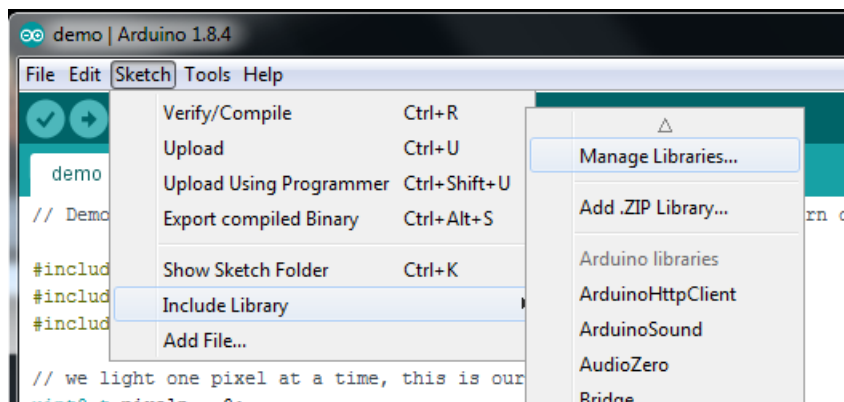 demo | Arduino 1.8.4
File Edit Sketch Tools Help
Verify/Compile Ctrl+R
Upload Ctrl+U
Upload Using Programmer Ctrl+Shift+U
Export compiled Binary Ctrl+Alt+S
Show Sketch Folder Ctrl+K
Include Library
Add File...
Manage Libraries...
Add .ZIP Library...
Arduino libraries
ArduinoHttpClient
ArduinoSound
AudioZero
Bridge
demo
// Demo
#includ
#includ
#includ
// we light one pixel at a time, this is our